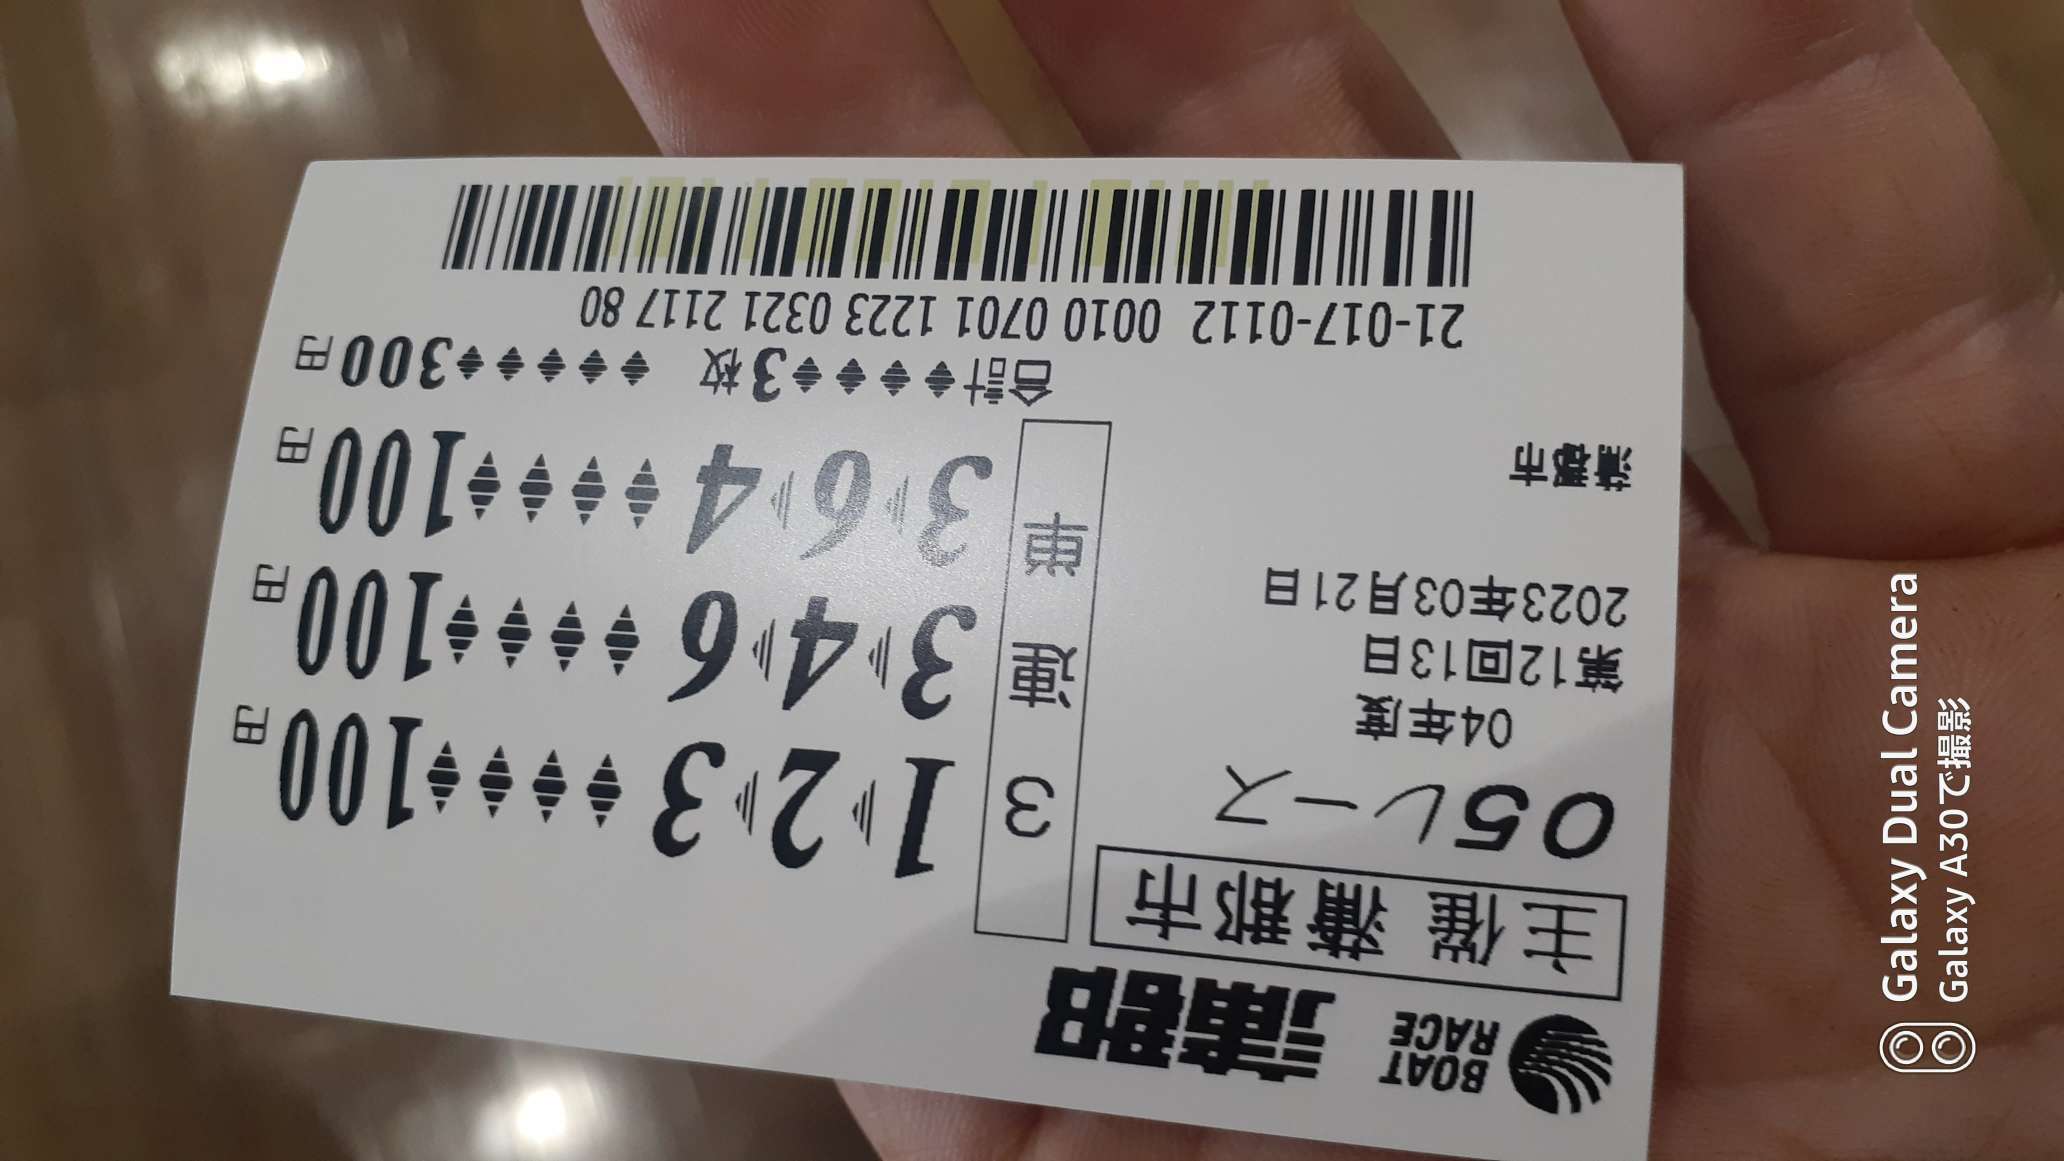 BOAT
RACE
蒲郡
主催 蒲郡市
05レース
04年度
第12回13日
2023年03月21日
蒲郡市
3連単
1 2 3 100円
3 4 6 100円
3 6 4 100円
合計 3枚 300円
21-017-0112 0010 0701 1223 0321 2117 80
Galaxy Dual Camera
Galaxy A30で撮影